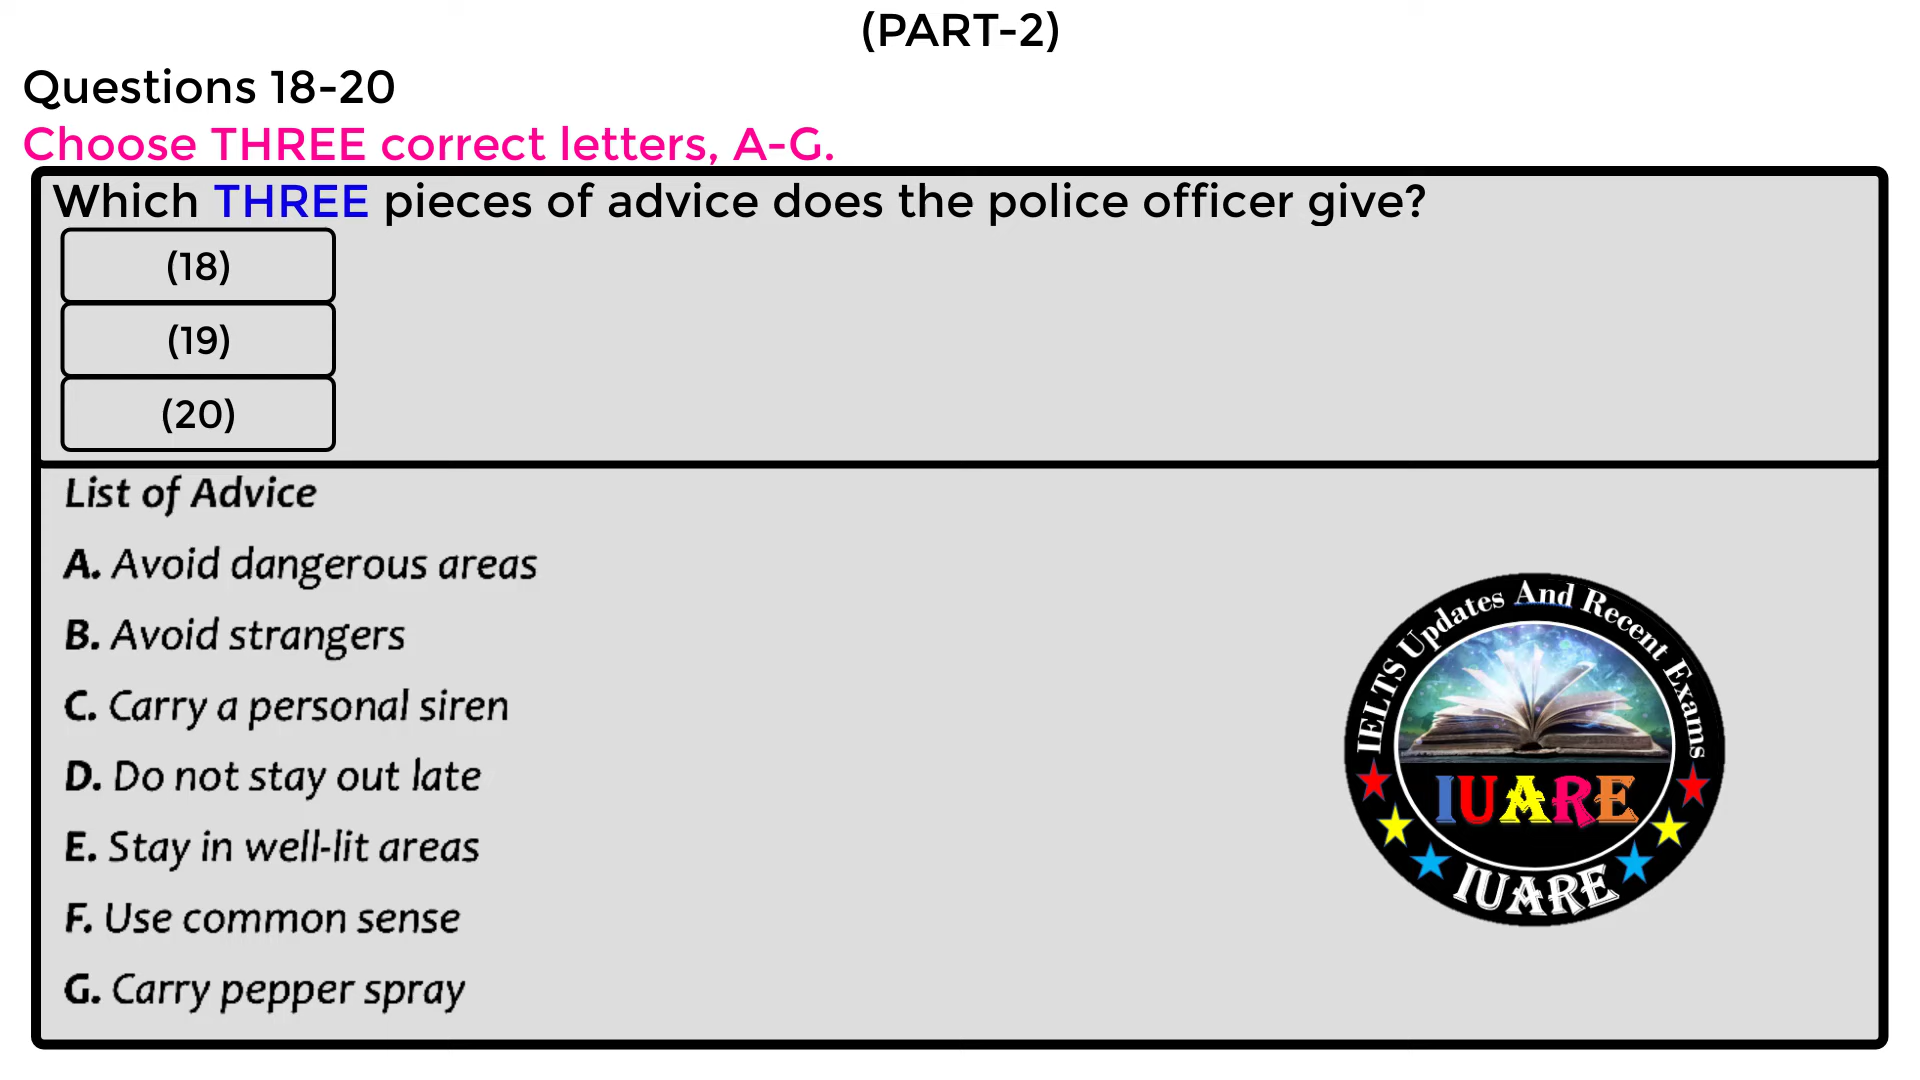 (PART-2)
Questions 18-20
Choose THREE correct letters, A-G.
Which THREE pieces of advice does the police officer give?
(18)
(19)
(20)
List of Advice
A. Avoid dangerous areas
B. Avoid strangers
C. Carry a personal siren
D. Do not stay out late
E. Stay in well-lit areas
F. Use common sense
G. Carry pepper spray
IELTS Updates And Recent Exams
IUARE
IUARE